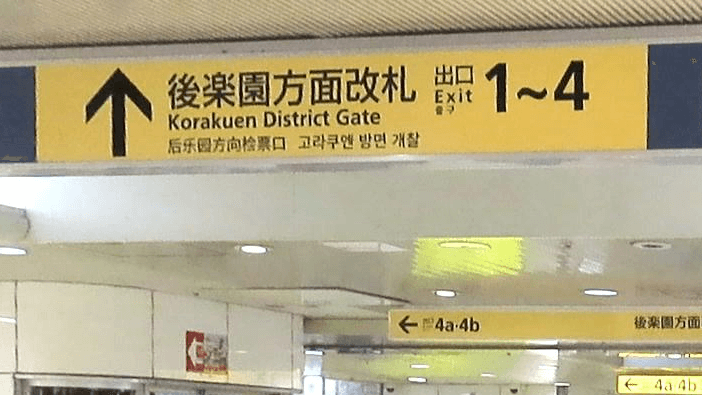 後楽園方面改札
Korakuen District Gate
后乐园方向检票口 고라쿠엔 방면 개찰
出口
Exit
출구
1~4
4a·4b
後楽園方面
4a·4b